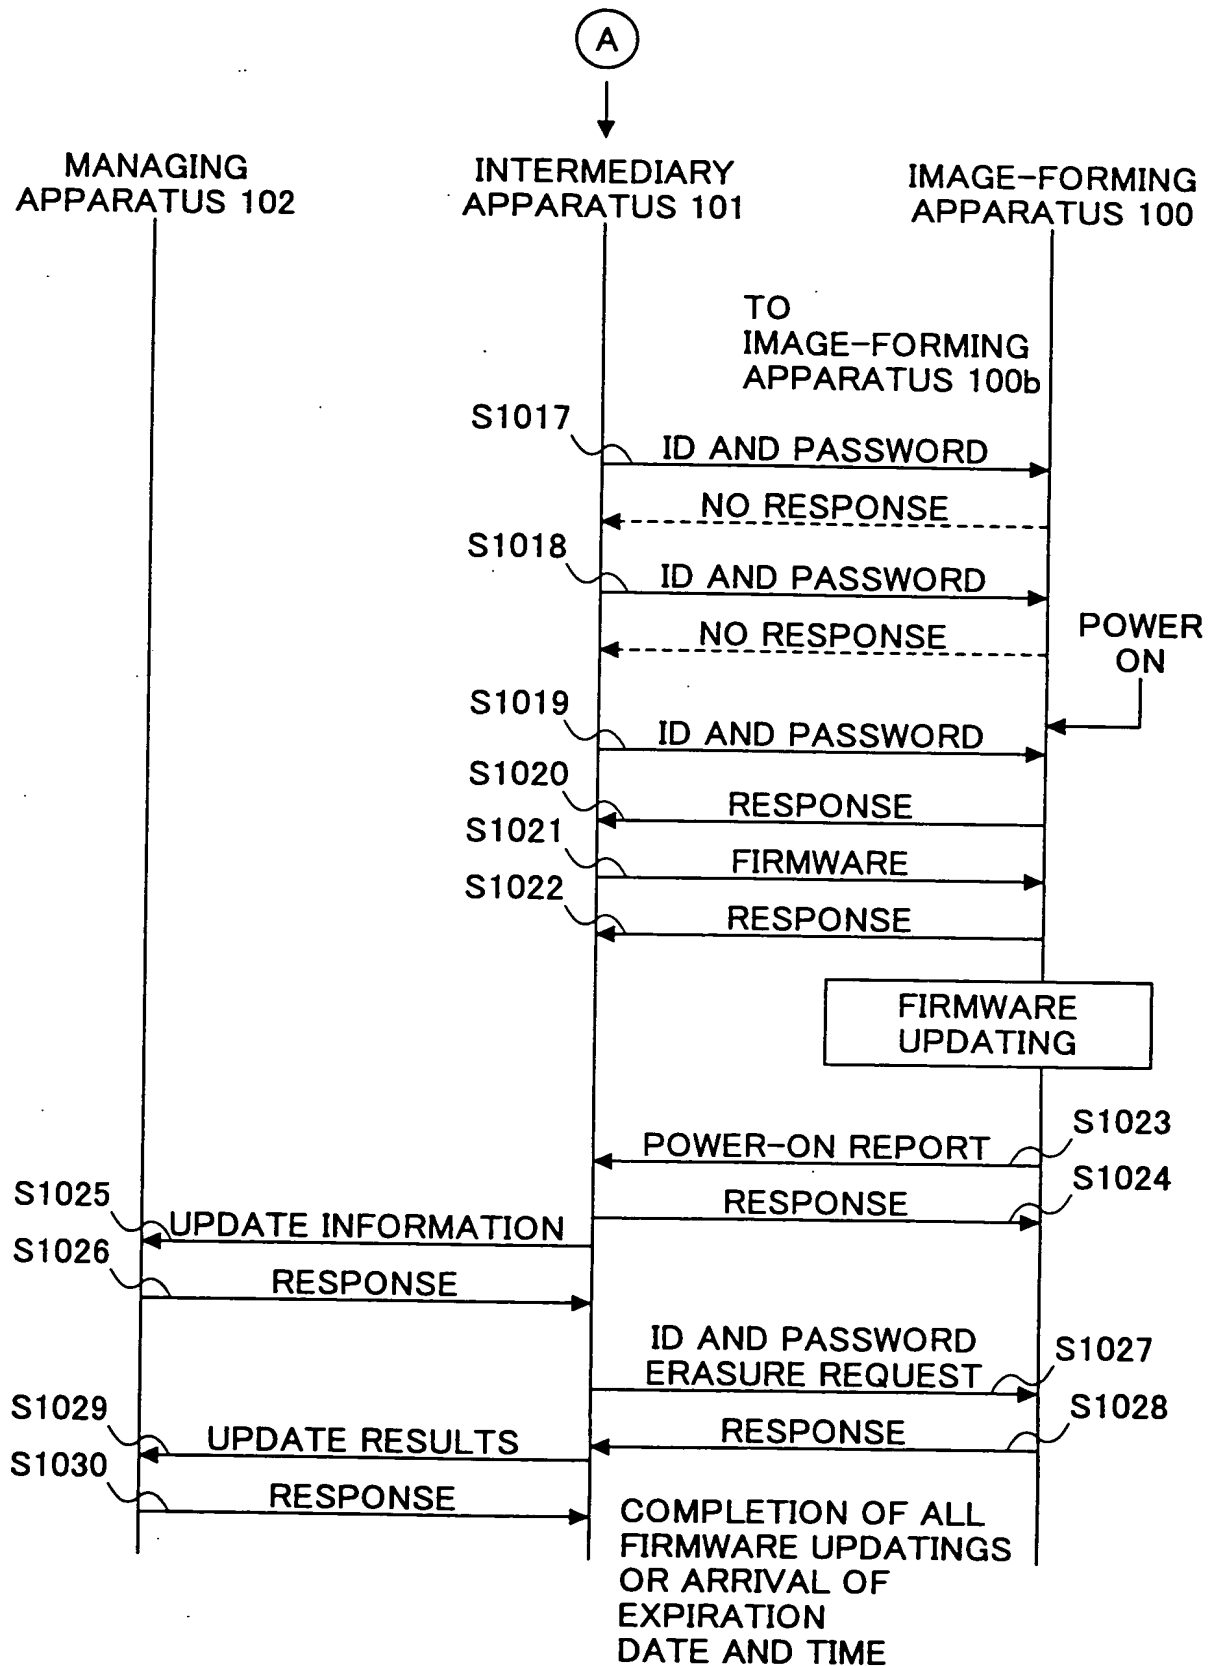 A
MANAGING
APPARATUS 102
INTERMEDIARY
APPARATUS 101
IMAGE-FORMING
APPARATUS 100
TO
IMAGE-FORMING
APPARATUS 100b
S1017
ID AND PASSWORD
NO RESPONSE
S1018
ID AND PASSWORD
NO RESPONSE
POWER
ON
S1019
ID AND PASSWORD
S1020
RESPONSE
S1021
FIRMWARE
S1022
RESPONSE
FIRMWARE
UPDATING
S1023
POWER-ON REPORT
S1024
RESPONSE
S1025
UPDATE INFORMATION
S1026
RESPONSE
ID AND PASSWORD
ERASURE REQUEST
S1027
S1028
RESPONSE
S1029
UPDATE RESULTS
S1030
RESPONSE
COMPLETION OF ALL
FIRMWARE UPDATINGS
OR ARRIVAL OF
EXPIRATION
DATE AND TIME